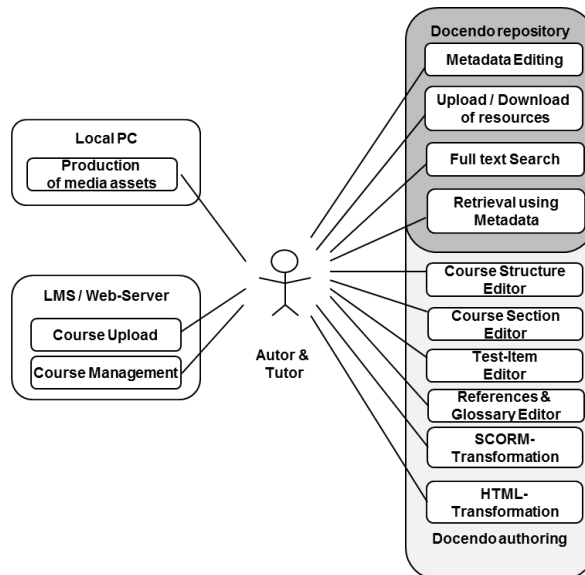 Local PC
Production
of media assets
LMS / Web-Server
Course Upload
Course Management
Autor &
Tutor
Docendo repository
Metadata Editing
Upload / Download
of resources
Full text Search
Retrieval using
Metadata
Course Structure
Editor
Course Section
Editor
Test-Item
Editor
References &
Glossary Editor
SCORM-
Transformation
HTML-
Transformation
Docendo authoring